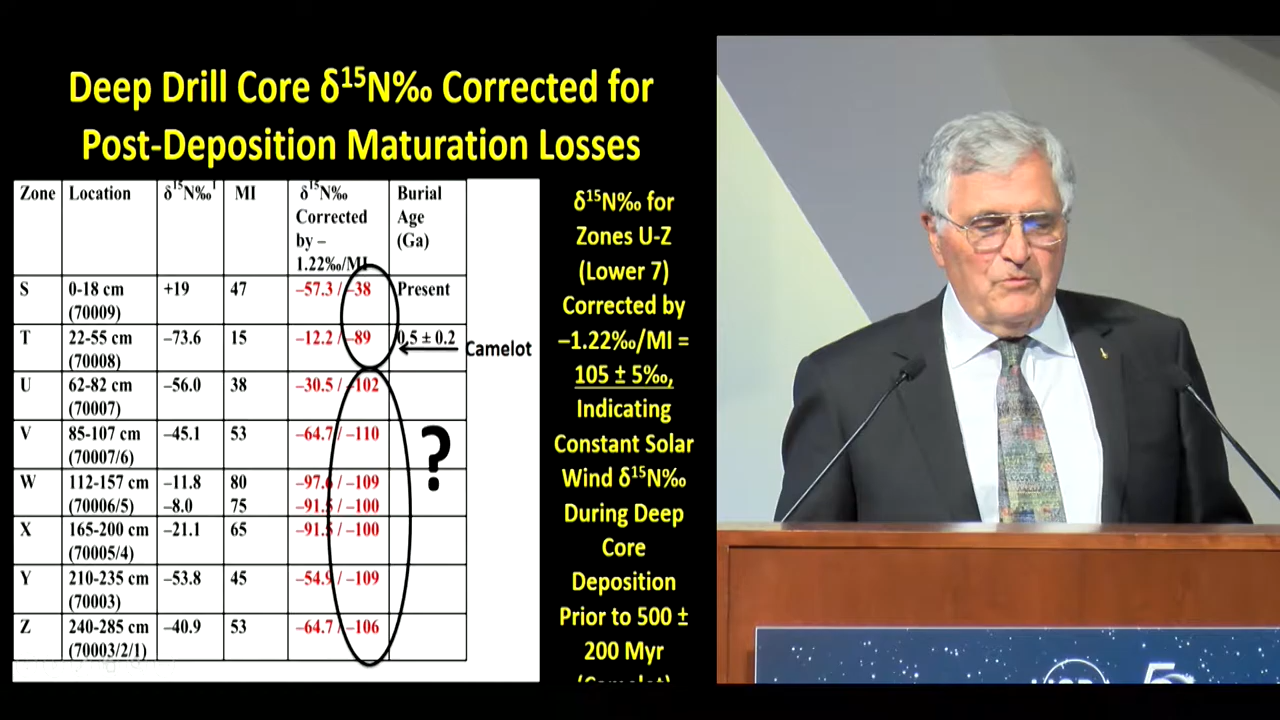 Deep Drill Core δ¹⁵N‰ Corrected for
Post-Deposition Maturation Losses
Zone Location δ¹⁵N‰¹ MI δ¹⁵N‰ Corrected by –1.22‰/MI Burial Age (Ga)
S 0-18 cm (70009) +19 47 –57.3 / –38 Present
T 22-55 cm (70008) –73.6 15 –12.2 / –89 0.5 ± 0.2
Camelot
U 62-82 cm (70007) –56.0 38 –30.5 / –102
V 85-107 cm (70007/6) –45.1 53 –64.7 / –110
?
W 112-157 cm –11.8 80 –97.6 / –109
(70006/5) –8.0 75 –91.5 / –100
X 165-200 cm (70005/4) –21.1 65 –91.5 / –100
Y 210-235 cm (70003) –53.8 45 –54.9 / –109
Z 240-285 cm (70003/2/1) –40.9 53 –64.7 / –106
δ¹⁵N‰ for
Zones U-Z
(Lower 7)
Corrected by
–1.22‰/MI =
105 ± 5‰,
Indicating
Constant Solar
Wind δ¹⁵N‰
During Deep
Core
Deposition
Prior to 500 ±
200 Myr
(Camelot)